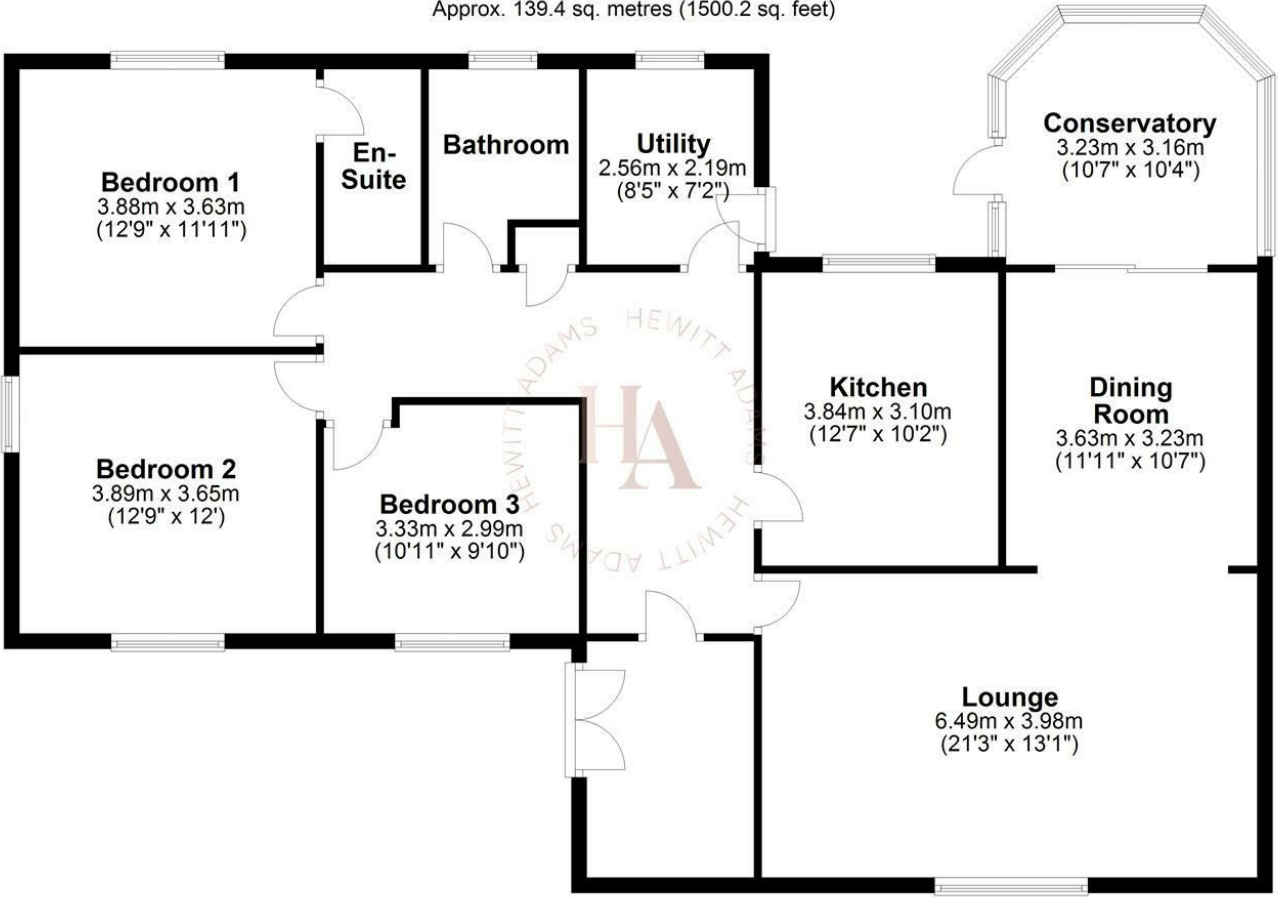 Approx. 139.4 sq. metres (1500.2 sq. feet)
Bedroom 1
3.88m x 3.63m
(12'9" x 11'11")
En-
Suite
Bathroom
Utility
2.56m x 2.19m
(8'5" x 7'2")
Conservatory
3.23m x 3.16m
(10'7" x 10'4")
Kitchen
3.84m x 3.10m
(12'7" x 10'2")
Dining
Room
3.63m x 3.23m
(11'11" x 10'7")
Bedroom 2
3.89m x 3.65m
(12'9" x 12')
Bedroom 3
3.33m x 2.99m
(10'11" x 9'10")
Lounge
6.49m x 3.98m
(21'3" x 13'1")
HEWITT ADAMS HEWITT ADAMS HEWITT ADAMS
HA